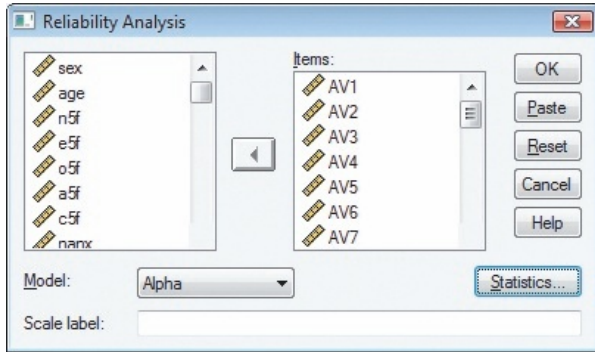 Reliability Analysis
sex
age
n5f
e5f
o5f
a5f
c5f
Items:
AV1
AV2
AV3
AV4
AV5
AV6
AV7
OK
Paste
Reset
Cancel
Help
Model:
Alpha
Statistics...
Scale label: